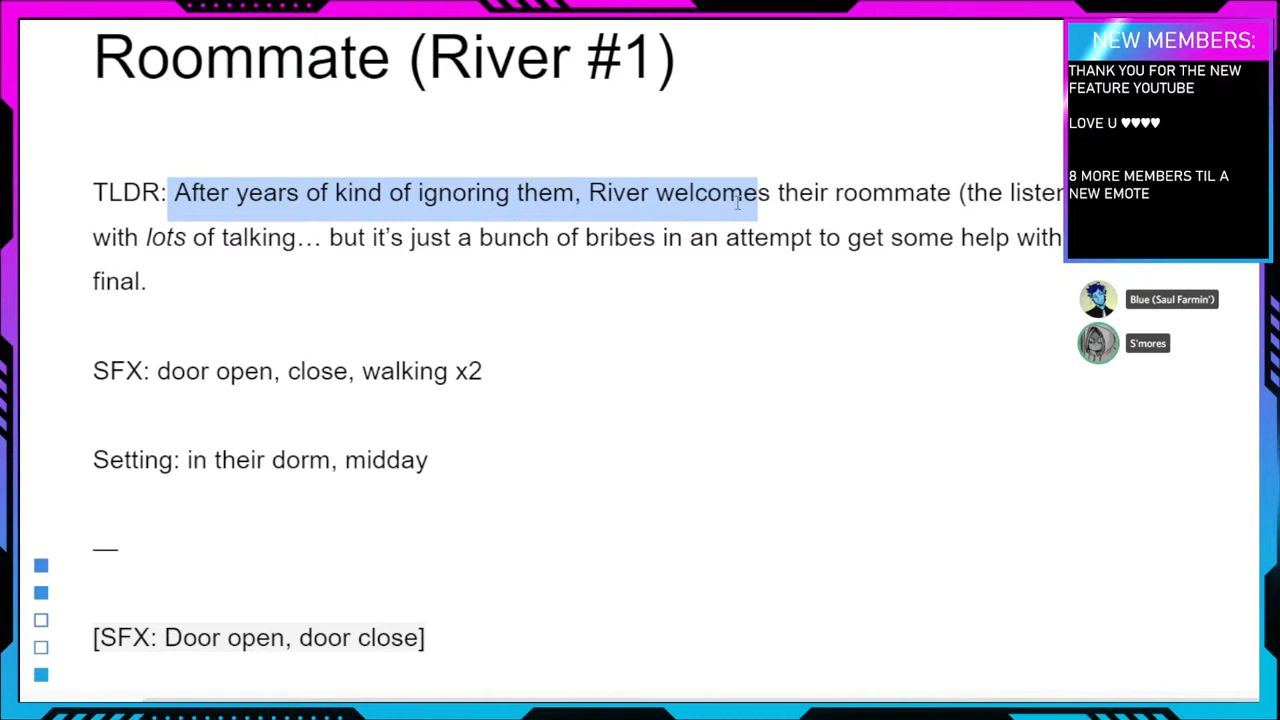 Roommate (River #1)
TLDR: After years of kind of ignoring them, River welcomes their roommate (the listen
with lots of talking… but it's just a bunch of bribes in an attempt to get some help with
final.
SFX: door open, close, walking x2
Setting: in their dorm, midday
—
[SFX: Door open, door close]
NEW MEMBERS:
THANK YOU FOR THE NEW
FEATURE YOUTUBE
LOVE U ♥♥♥♥
8 MORE MEMBERS TIL A
NEW EMOTE
Blue (Saul Farmin')
S'mores